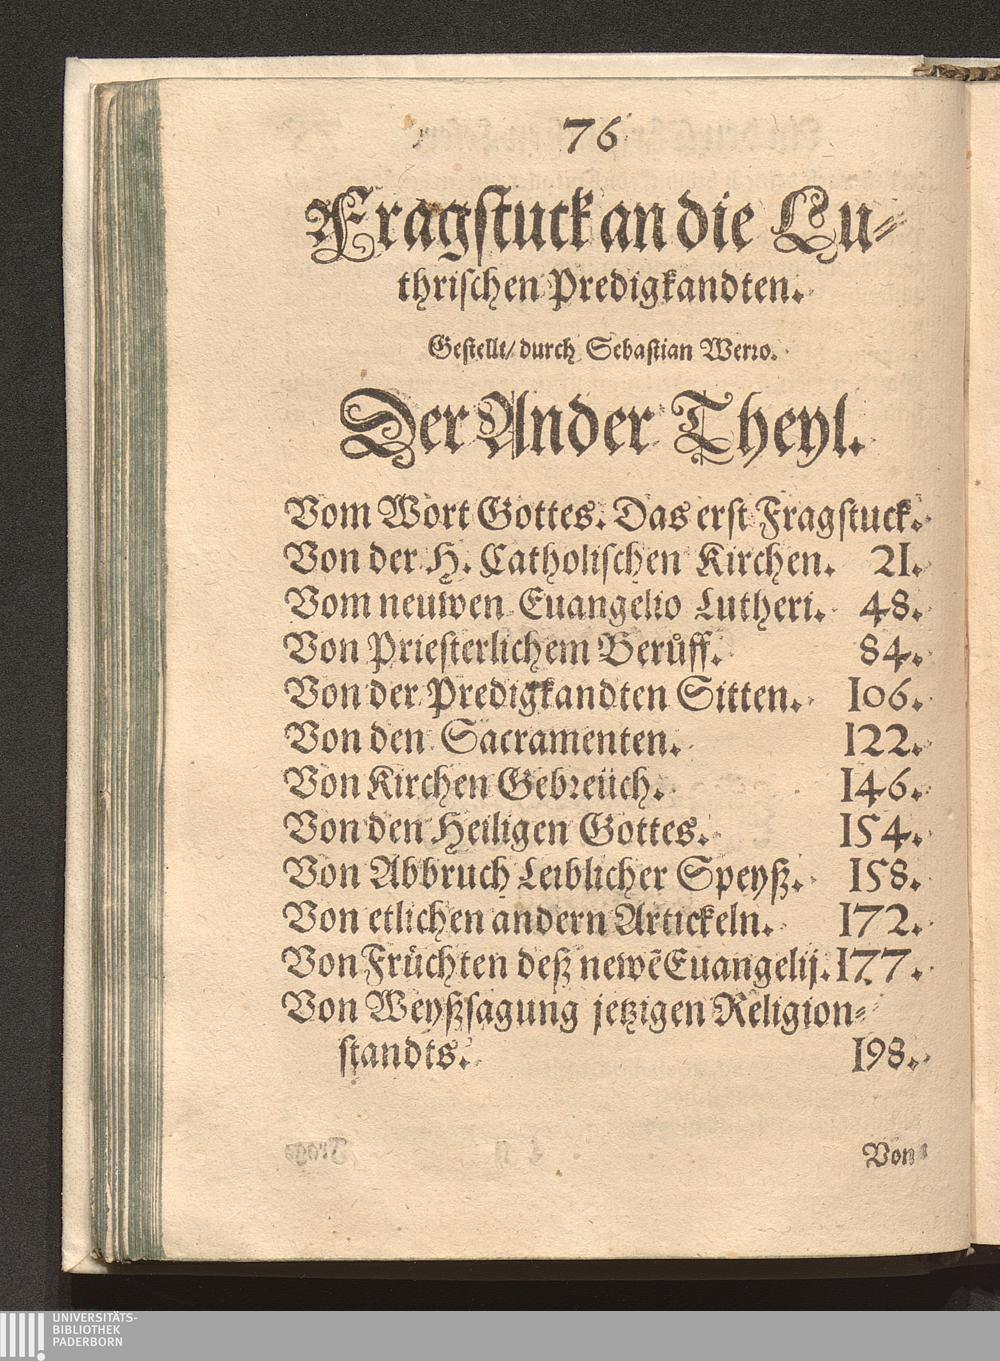 76
Fragstuck an die Lu-
thrischen Predigkandten.
Gestellt/ durch Sebastian Werro.
Der Ander Theyl.
Vom Wort Gottes. Das erst Fragstuck.
Von der H. Catholischen Kirchen. 21.
Vom neuwen Euangelio Lutheri. 48.
Von Priesterlichem Berůff. 84.
Von der Predigkandten Sitten. 106.
Von den Sacramenten. 122.
Von Kirchen Gebreüch. 146.
Von den Heiligen Gottes. 154.
Von Abbruch Leiblicher Speyß. 158.
Von etlichen andern Artickeln. 172.
Von Früchten deß newẽ Euangelij. 177.
Von Weyßsagung jetzigen Religion-
standts. 198.
Von
UNIVERSITÄTS-
BIBLIOTHEK
PADERBORN